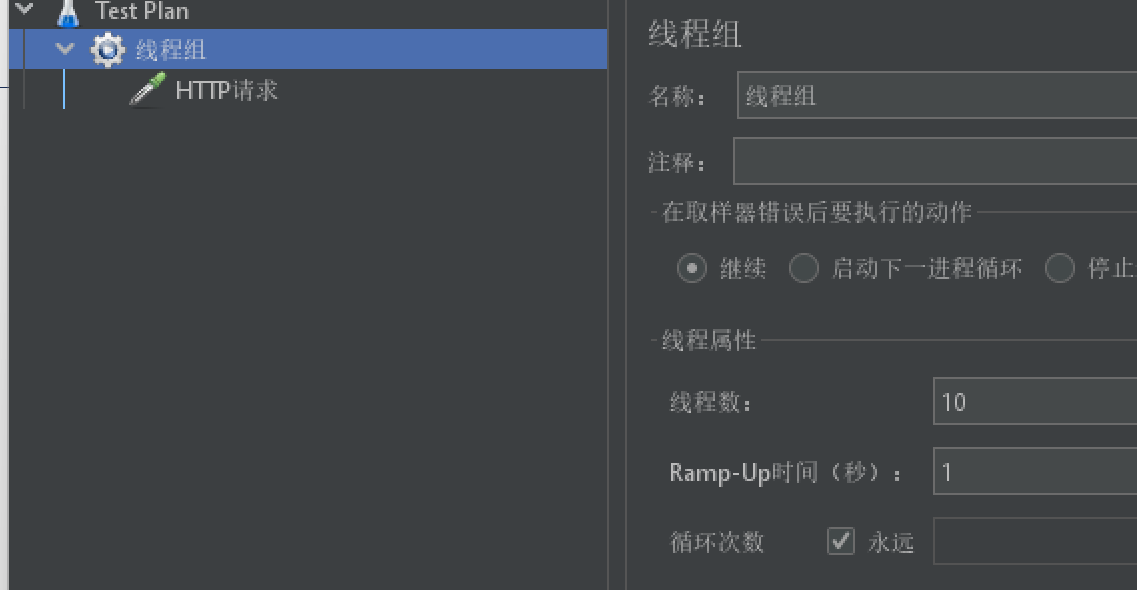 Test Plan
线程组
HTTP请求
线程组
名称：
线程组
注释：
在取样器错误后要执行的动作
继续 启动下一进程循环 停止
线程属性
线程数：
10
Ramp-Up时间（秒）：
1
循环次数 永远